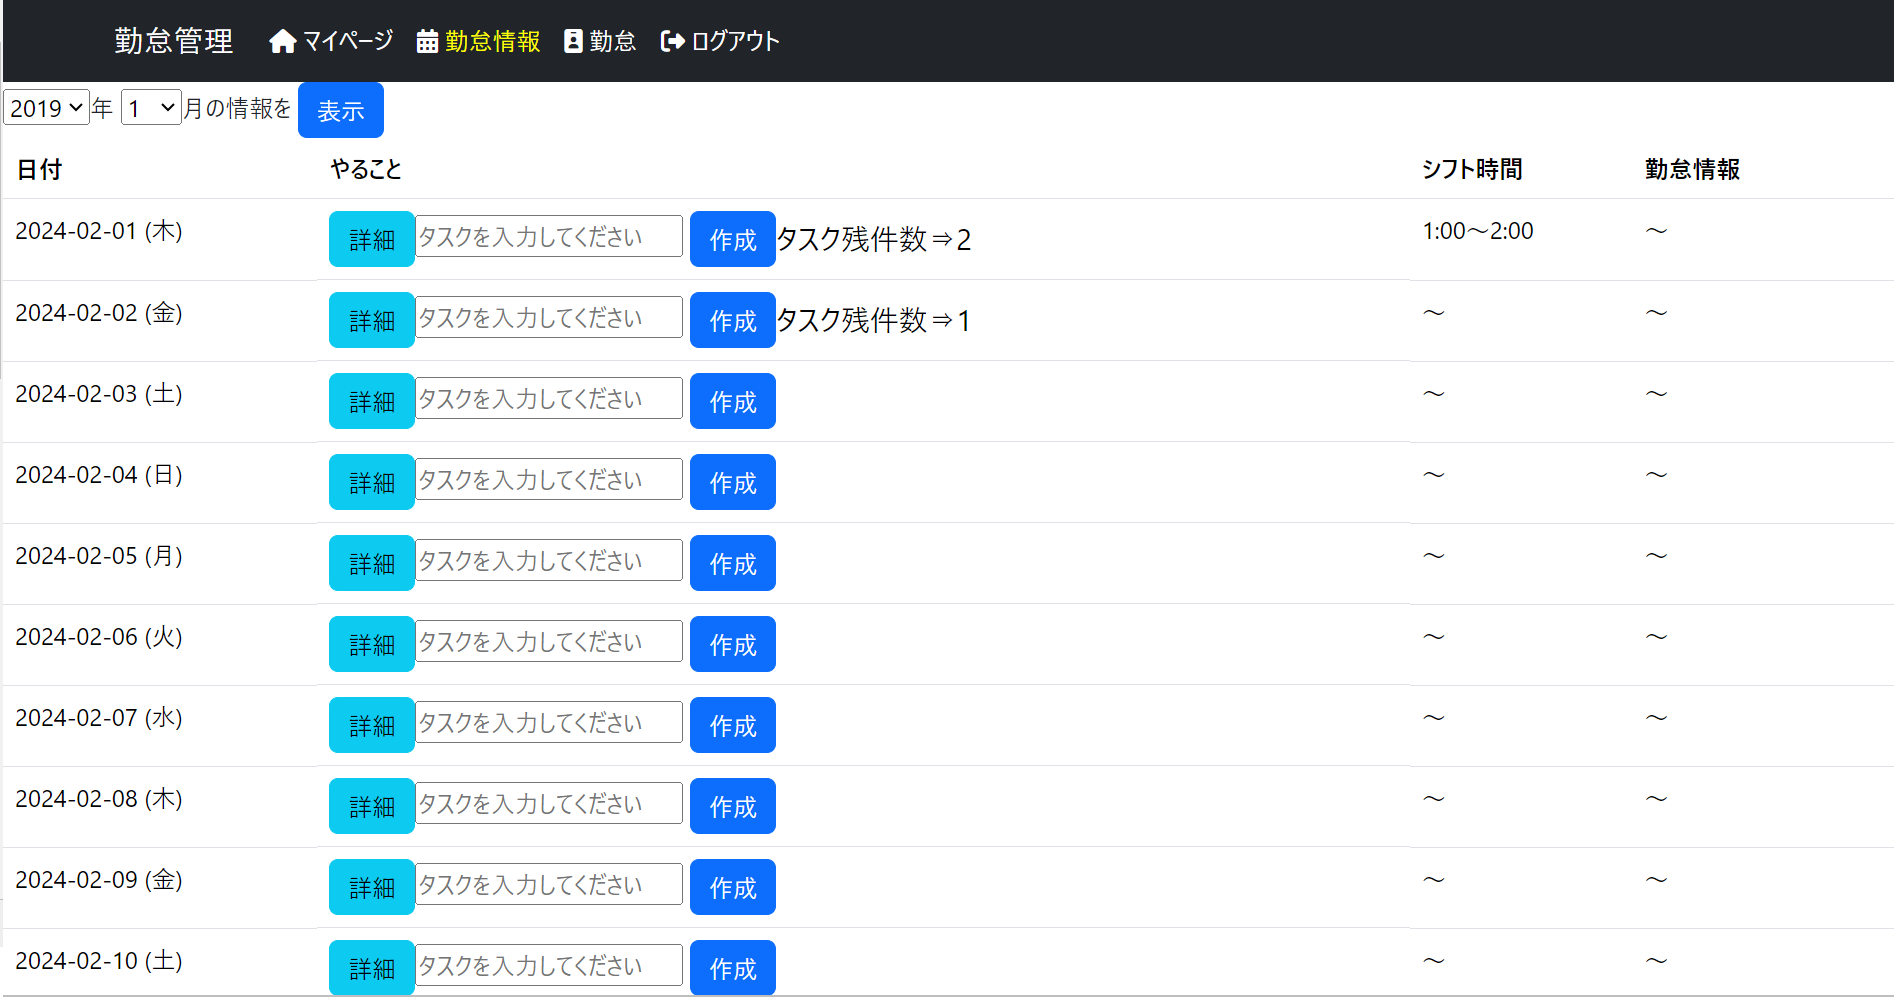 勤怠管理 マイページ 勤怠情報 勤怠 ログアウト
2019 年 1 月の情報を 表示
日付 やること シフト時間 勤怠情報
2024-02-01 (木) 詳細 タスクを入力してください 作成 タスク残件数⇒2 1:00～2:00 ～
2024-02-02 (金) 詳細 タスクを入力してください 作成 タスク残件数⇒1 ～ ～
2024-02-03 (土) 詳細 タスクを入力してください 作成 ～ ～
2024-02-04 (日) 詳細 タスクを入力してください 作成 ～ ～
2024-02-05 (月) 詳細 タスクを入力してください 作成 ～ ～
2024-02-06 (火) 詳細 タスクを入力してください 作成 ～ ～
2024-02-07 (水) 詳細 タスクを入力してください 作成 ～ ～
2024-02-08 (木) 詳細 タスクを入力してください 作成 ～ ～
2024-02-09 (金) 詳細 タスクを入力してください 作成 ～ ～
2024-02-10 (土) 詳細 タスクを入力してください 作成 ～ ～